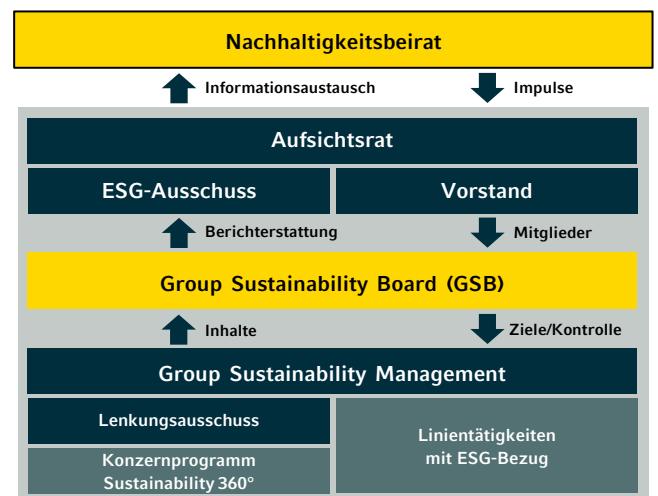 Nachhaltigkeitsbeirat
Informationsaustausch
Impulse
Aufsichtsrat
ESG-Ausschuss
Vorstand
Berichterstattung
Mitglieder
Group Sustainability Board (GSB)
Inhalte
Ziele/Kontrolle
Group Sustainability Management
Lenkungsausschuss
Konzernprogramm
Sustainability 360°
Linientätigkeiten
mit ESG-Bezug